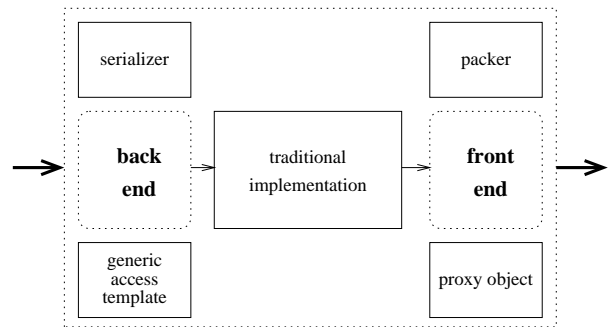 serializer
packer
back
end
traditional
implementation
front
end
generic
access
template
proxy object